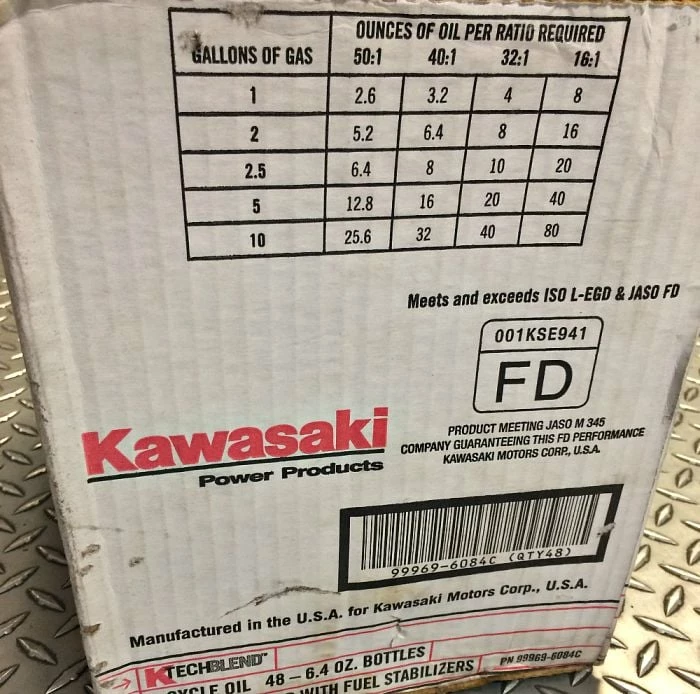 OUNCES OF OIL PER RATIO REQUIRED
GALLONS OF GAS 50:1 40:1 32:1 16:1
1 2.6 3.2 4 8
2 5.2 6.4 8 16
2.5 6.4 8 10 20
5 12.8 16 20 40
10 25.6 32 40 80
Meets and exceeds ISO L-EGD & JASO FD
001KSE941
FD
PRODUCT MEETING JASO M 345
COMPANY GUARANTEEING THIS FD PERFORMANCE
KAWASAKI MOTORS CORP., U.S.A.
Kawasaki
Power Products
99969-6084C (QTY48)
Manufactured in the U.S.A. for Kawasaki Motors Corp., U.S.A.
KTECHBLEND™
48 – 6.4 OZ. BOTTLES
PN 99969-6084C
OIL WITH FUEL STABILIZERS